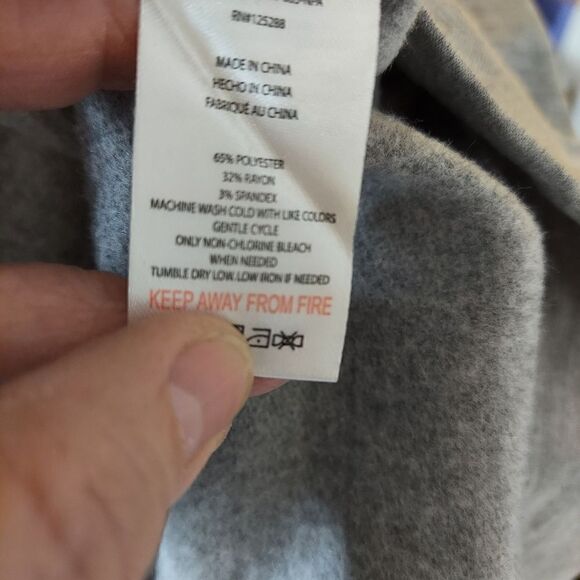 RN#125288
MADE IN CHINA
HECHO EN CHINA
FABRIQUÉ AU CHINA
65% POLYESTER
32% RAYON
3% SPANDEX
MACHINE WASH COLD WITH LIKE COLORS
GENTLE CYCLE
ONLY NON-CHLORINE BLEACH
WHEN NEEDED
TUMBLE DRY LOW. LOW IRON IF NEEDED
KEEP AWAY FROM FIRE